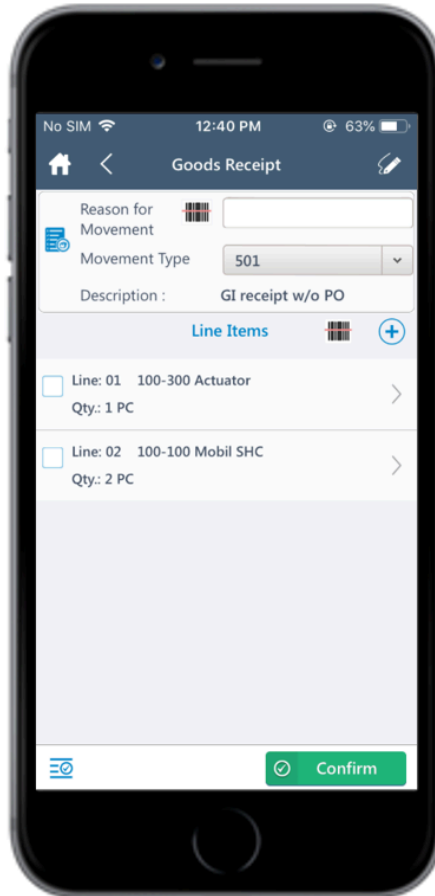 No SIM 12:40 PM 63%
Goods Receipt
Reason for
Movement
Movement Type 501
Description : GI receipt w/o PO
Line Items
Line: 01 100-300 Actuator
Qty.: 1 PC
Line: 02 100-100 Mobil SHC
Qty.: 2 PC
Confirm